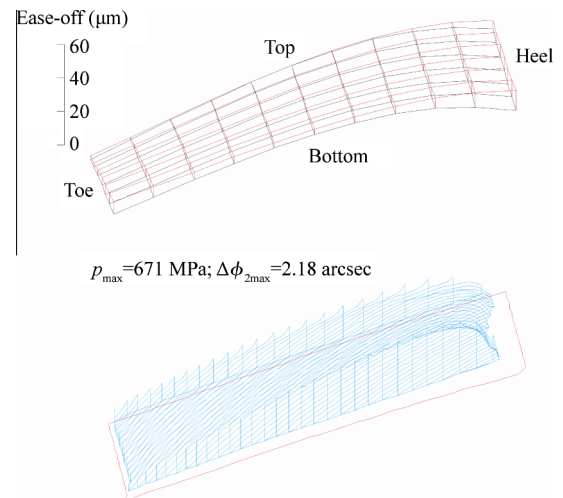 Ease-off (μm)
60
40
20
0
Top
Heel
Bottom
Toe
p_max=671 MPa; Δϕ_2max=2.18 arcsec